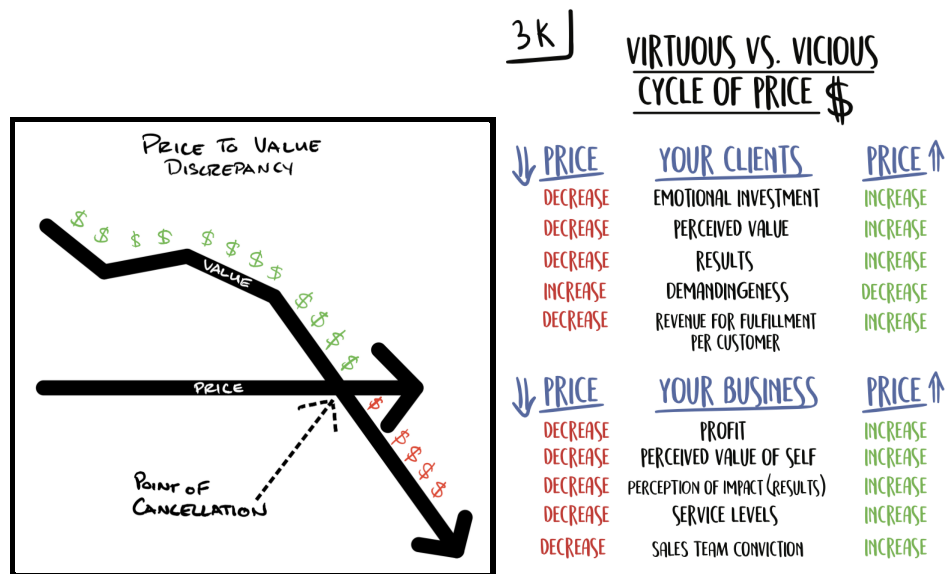 PRICE TO VALUE
DISCREPANCY
$ $ $ $ $ $ $ $ $ $ $ $
VALUE
PRICE
$ $ $ $ $
POINT OF
CANCELLATION
3K
VIRTUOUS VS. VICIOUS
CYCLE OF PRICE $
PRICE YOUR CLIENTS PRICE
DECREASE EMOTIONAL INVESTMENT INCREASE
DECREASE PERCEIVED VALUE INCREASE
DECREASE RESULTS INCREASE
INCREASE DEMANDINGENESS DECREASE
DECREASE REVENUE FOR FULFILLMENT INCREASE
PER CUSTOMER
PRICE YOUR BUSINESS PRICE
DECREASE PROFIT INCREASE
DECREASE PERCEIVED VALUE OF SELF INCREASE
DECREASE PERCEPTION OF IMPACT (RESULTS) INCREASE
DECREASE SERVICE LEVELS INCREASE
DECREASE SALES TEAM CONVICTION INCREASE